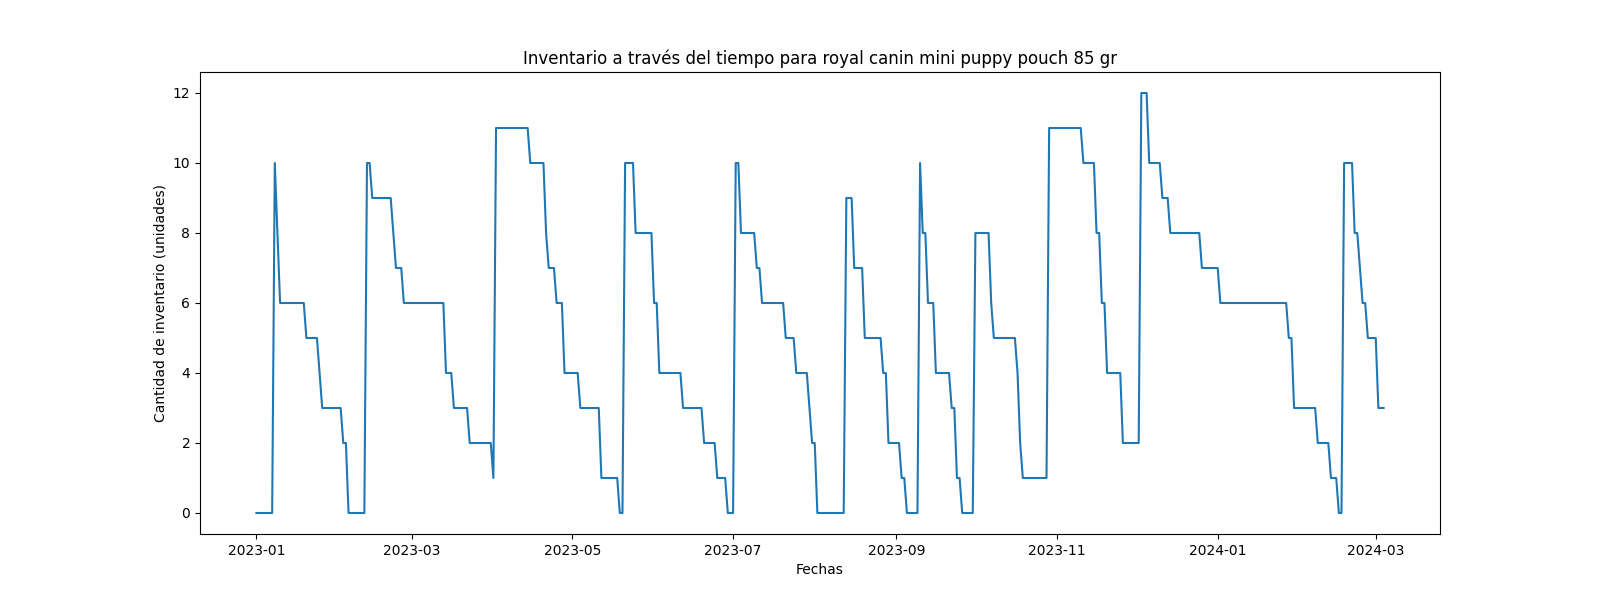 Inventario a través del tiempo para royal canin mini puppy pouch 85 gr
Cantidad de inventario (unidades)
12
10
8
6
4
2
0
2023-01 2023-03 2023-05 2023-07 2023-09 2023-11 2024-01 2024-03
Fechas